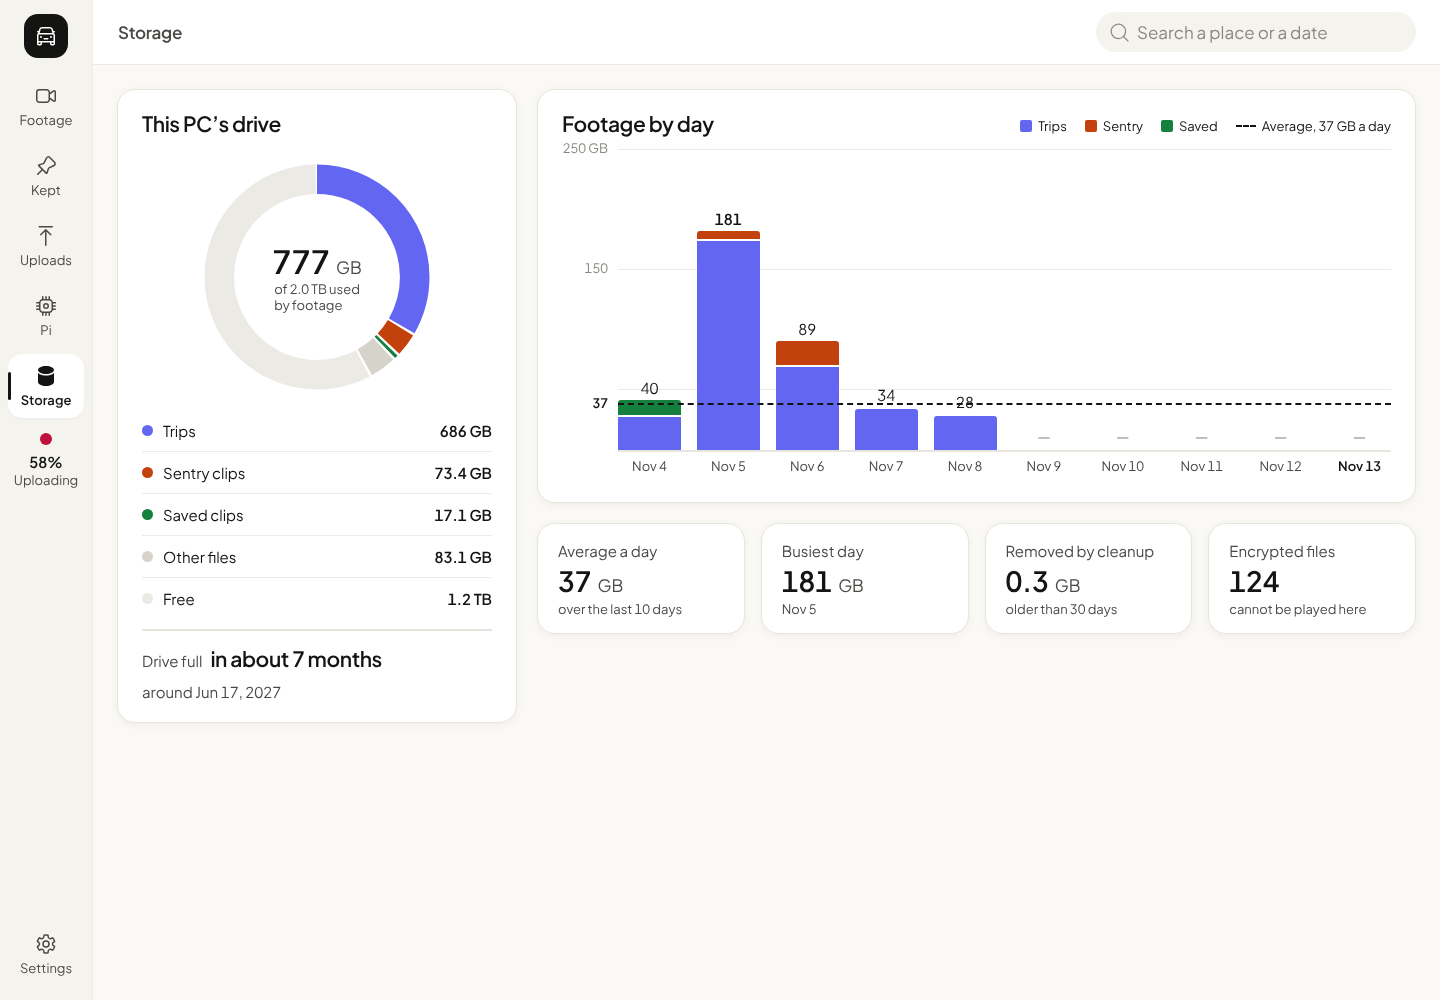 Storage
Search a place or a date
Footage
Kept
Uploads
Pi
Storage
58%
Uploading
Settings
This PC’s drive
777 GB
of 2.0 TB used
by footage
Trips 686 GB
Sentry clips 73.4 GB
Saved clips 17.1 GB
Other files 83.1 GB
Free 1.2 TB
Drive full in about 7 months
around Jun 17, 2027
Footage by day
Trips Sentry Saved Average, 37 GB a day
250 GB
181
150
89
40
34
37
28
Nov 4 Nov 5 Nov 6 Nov 7 Nov 8 Nov 9 Nov 10 Nov 11 Nov 12 Nov 13
Average a day
37 GB
over the last 10 days
Busiest day
181 GB
Nov 5
Removed by cleanup
0.3 GB
older than 30 days
Encrypted files
124
cannot be played here